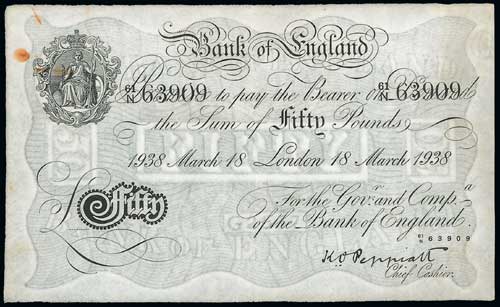 Bank of England
61/N 63909 61/N 63909
I Promise to pay the Bearer on Demand
the Sum of Fifty Pounds
1938 March 18 London 18 March 1938
For the Gov.r and Comp.a
£ Fifty
of the Bank of England.
61/N 63909
K.O. Peppiatt
Chief Cashier.